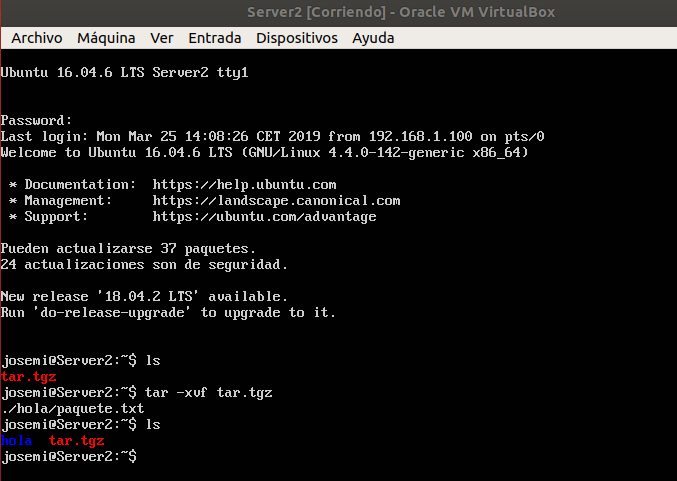 Server2 [Corriendo] - Oracle VM VirtualBox
Archivo Máquina Ver Entrada Dispositivos Ayuda
Ubuntu 16.04.6 LTS Server2 tty1
Password:
Last login: Mon Mar 25 14:08:26 CET 2019 from 192.168.1.100 on pts/0
Welcome to Ubuntu 16.04.6 LTS (GNU/Linux 4.4.0-142-generic x86_64)
* Documentation:  https://help.ubuntu.com
* Management:     https://landscape.canonical.com
* Support:        https://ubuntu.com/advantage
Pueden actualizarse 37 paquetes.
24 actualizaciones son de seguridad.
New release '18.04.2 LTS' available.
Run 'do-release-upgrade' to upgrade to it.
josemi@Server2:~$ ls
tar.tgz
josemi@Server2:~$ tar -xvf tar.tgz
./hola/paquete.txt
josemi@Server2:~$ ls
hola  tar.tgz
josemi@Server2:~$